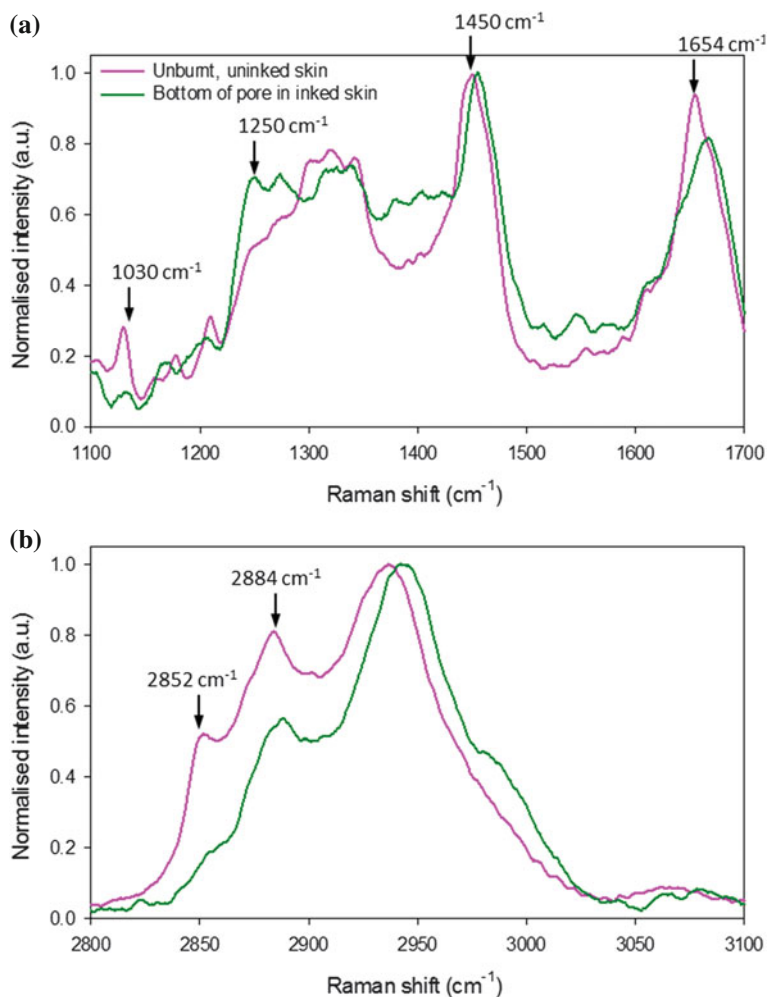 (a)
1450 cm⁻¹
1654 cm⁻¹
Unburnt, uninked skin
Bottom of pore in inked skin
1250 cm⁻¹
1030 cm⁻¹
Normalised intensity (a.u.)
1.0
0.8
0.6
0.4
0.2
0.0
1100 1200 1300 1400 1500 1600 1700
Raman shift (cm⁻¹)
(b)
2884 cm⁻¹
2852 cm⁻¹
Normalised intensity (a.u.)
1.0
0.8
0.6
0.4
0.2
0.0
2800 2850 2900 2950 3000 3050 3100
Raman shift (cm⁻¹)